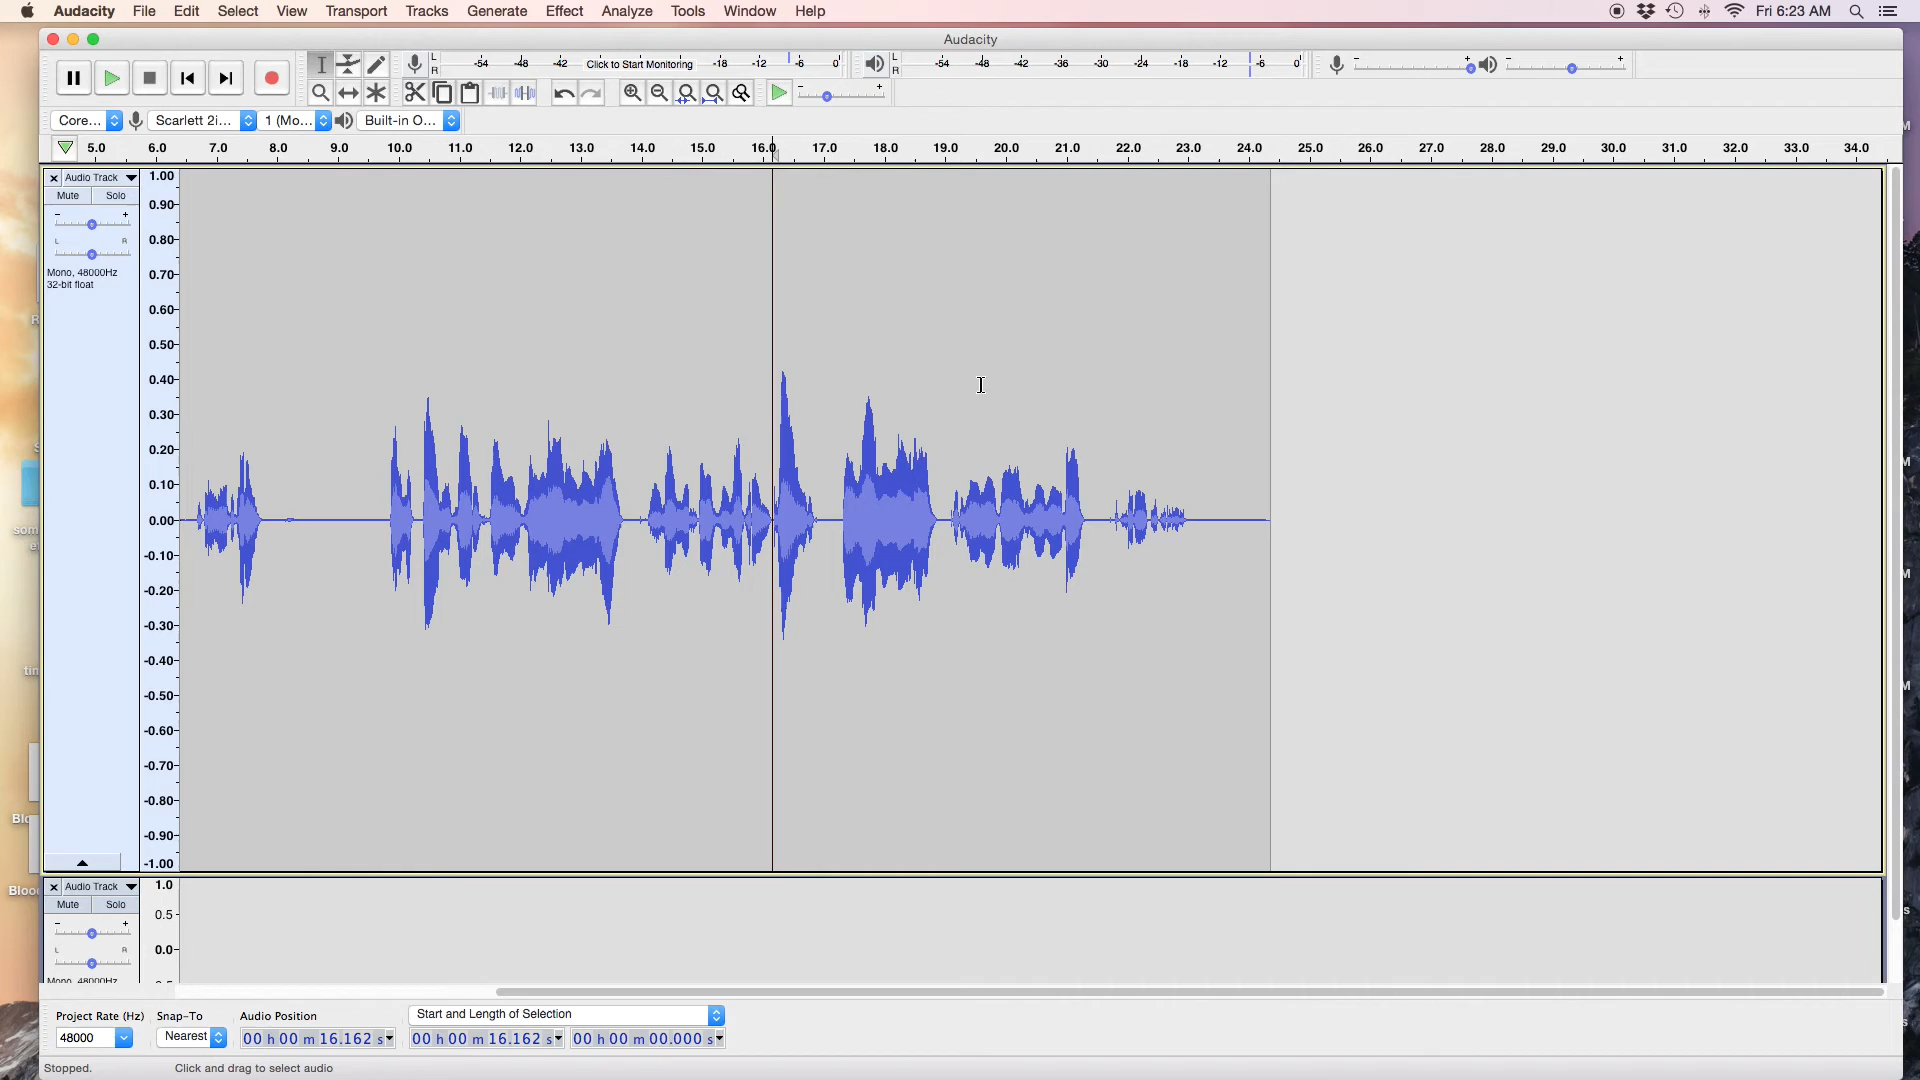 Audacity File Edit Select View Transport Tracks Generate Effect Analyze Tools Window Help Fri 6:23 AM
Audacity
L -54 -48 -42 Click to Start Monitoring -18 -12 -6 0 L -54 -48 -42 -36 -30 -24 -18 -12 -6 0 - + - +
R R
- +
Core... Scarlett 2i... 1 (Mo... Built-in O...
5.0 6.0 7.0 8.0 9.0 10.0 11.0 12.0 13.0 14.0 15.0 16.0 17.0 18.0 19.0 20.0 21.0 22.0 23.0 24.0 25.0 26.0 27.0 28.0 29.0 30.0 31.0 32.0 33.0 34.0
Audio Track 1.00
Mute Solo 0.90
- +
L R 0.80
Mono, 48000Hz 0.70
32-bit float
0.60
0.50
0.40
0.30
0.20
0.10
0.00
-0.10
-0.20
-0.30
-0.40
-0.50
-0.60
-0.70
-0.80
-0.90
-1.00
Audio Track 1.0
Mute Solo 0.5
- +
L R 0.0
Mono, 48000Hz
Project Rate (Hz) Snap-To Audio Position Start and Length of Selection
48000 Nearest 00 h 00 m 16.162 s 00 h 00 m 16.162 s 00 h 00 m 00.000 s
Stopped. Click and drag to select audio